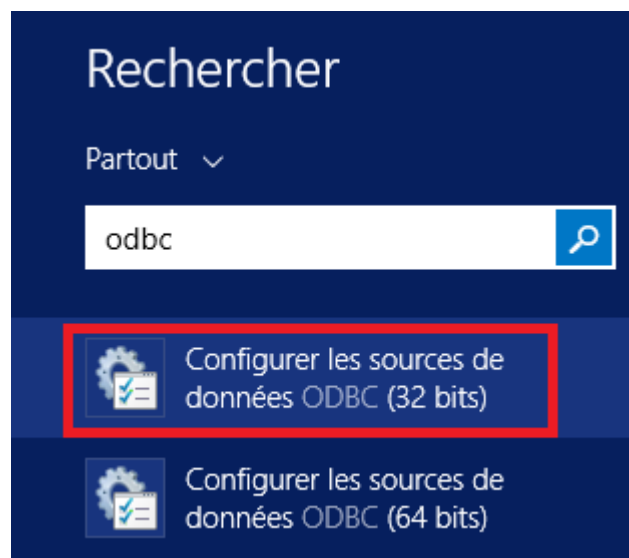 Rechercher
Partout
odbc
Configurer les sources de
données ODBC (32 bits)
Configurer les sources de
données ODBC (64 bits)